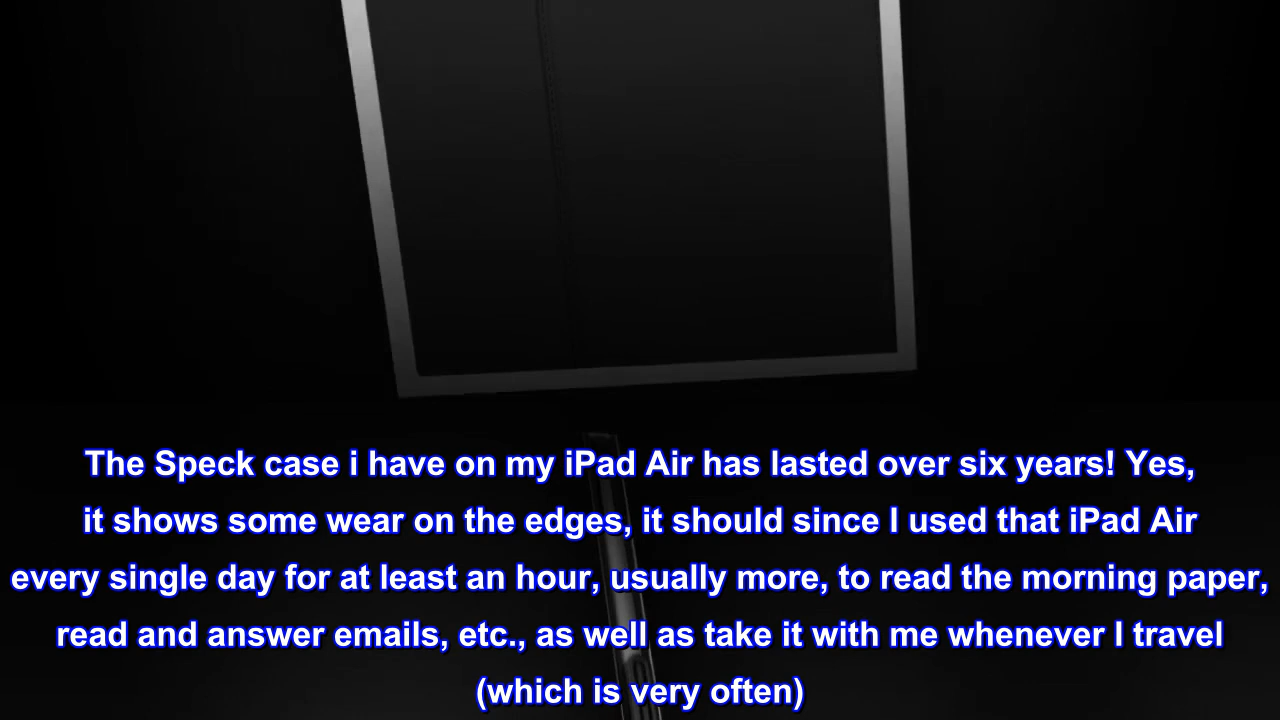 The Speck case i have on my iPad Air has lasted over six years! Yes,
it shows some wear on the edges, it should since I used that iPad Air
every single day for at least an hour, usually more, to read the morning paper,
read and answer emails, etc., as well as take it with me whenever I travel
(which is very often)